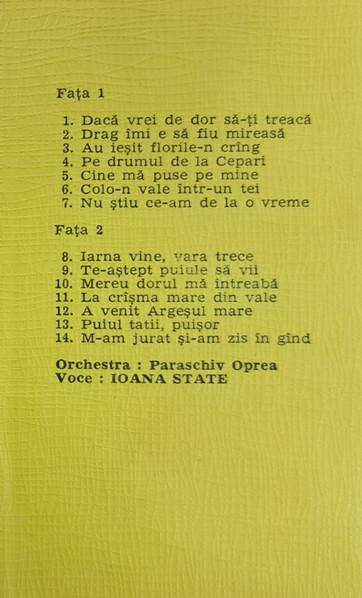 Fața 1
1. Dacă vrei de dor să-ți treacă
2. Drag îmi e să fiu mireasă
3. Au ieșit florile-n crîng
4. Pe drumul de la Cepari
5. Cine mă puse pe mine
6. Colo-n vale într-un tei
7. Nu știu ce-am de la o vreme
Fața 2
8. Iarna vine, vara trece
9. Te-aștept puiule să vii
10. Mereu dorul mă întreabă
11. La crîșma mare din vale
12. A venit Argeșul mare
13. Puiul tatii, puișor
14. M-am jurat și-am zis în gînd
Orchestra : Paraschiv Oprea
Voce : IOANA STATE